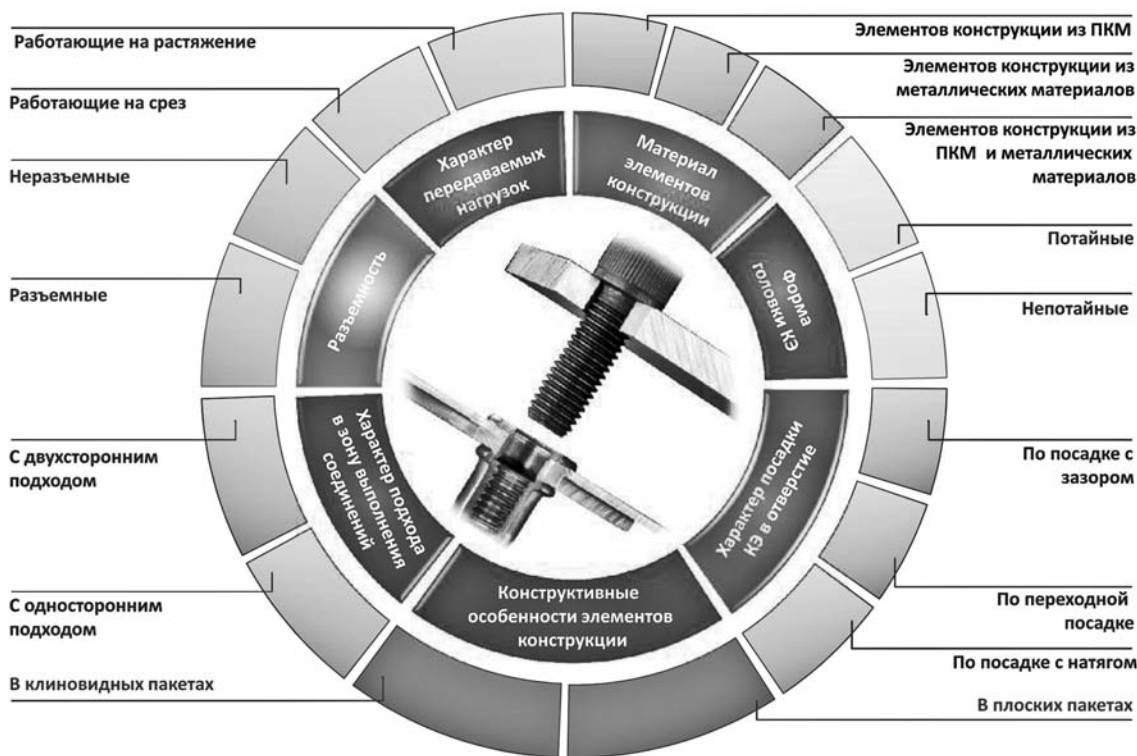 Работающие на растяжение
Работающие на срез
Неразъемные
Разъемные
С двухсторонним
подходом
С односторонним
подходом
В клиновидных пакетах
Элементов конструкции из ПКМ
Элементов конструкции из
металлических материалов
Элементов конструкции из
ПКМ и металлических
материалов
Потайные
Непотайные
По посадке с
зазором
По переходной
посадке
По посадке с натягом
В плоских пакетах
Характер
передаваемых
нагрузок
Материал
элементов
конструкции
Форма
головки КЭ
Характер посадки
КЭ в отверстие
Конструктивные
особенности элементов
конструкции
Характер подхода
в зону выполнения
соединений
Разъемность